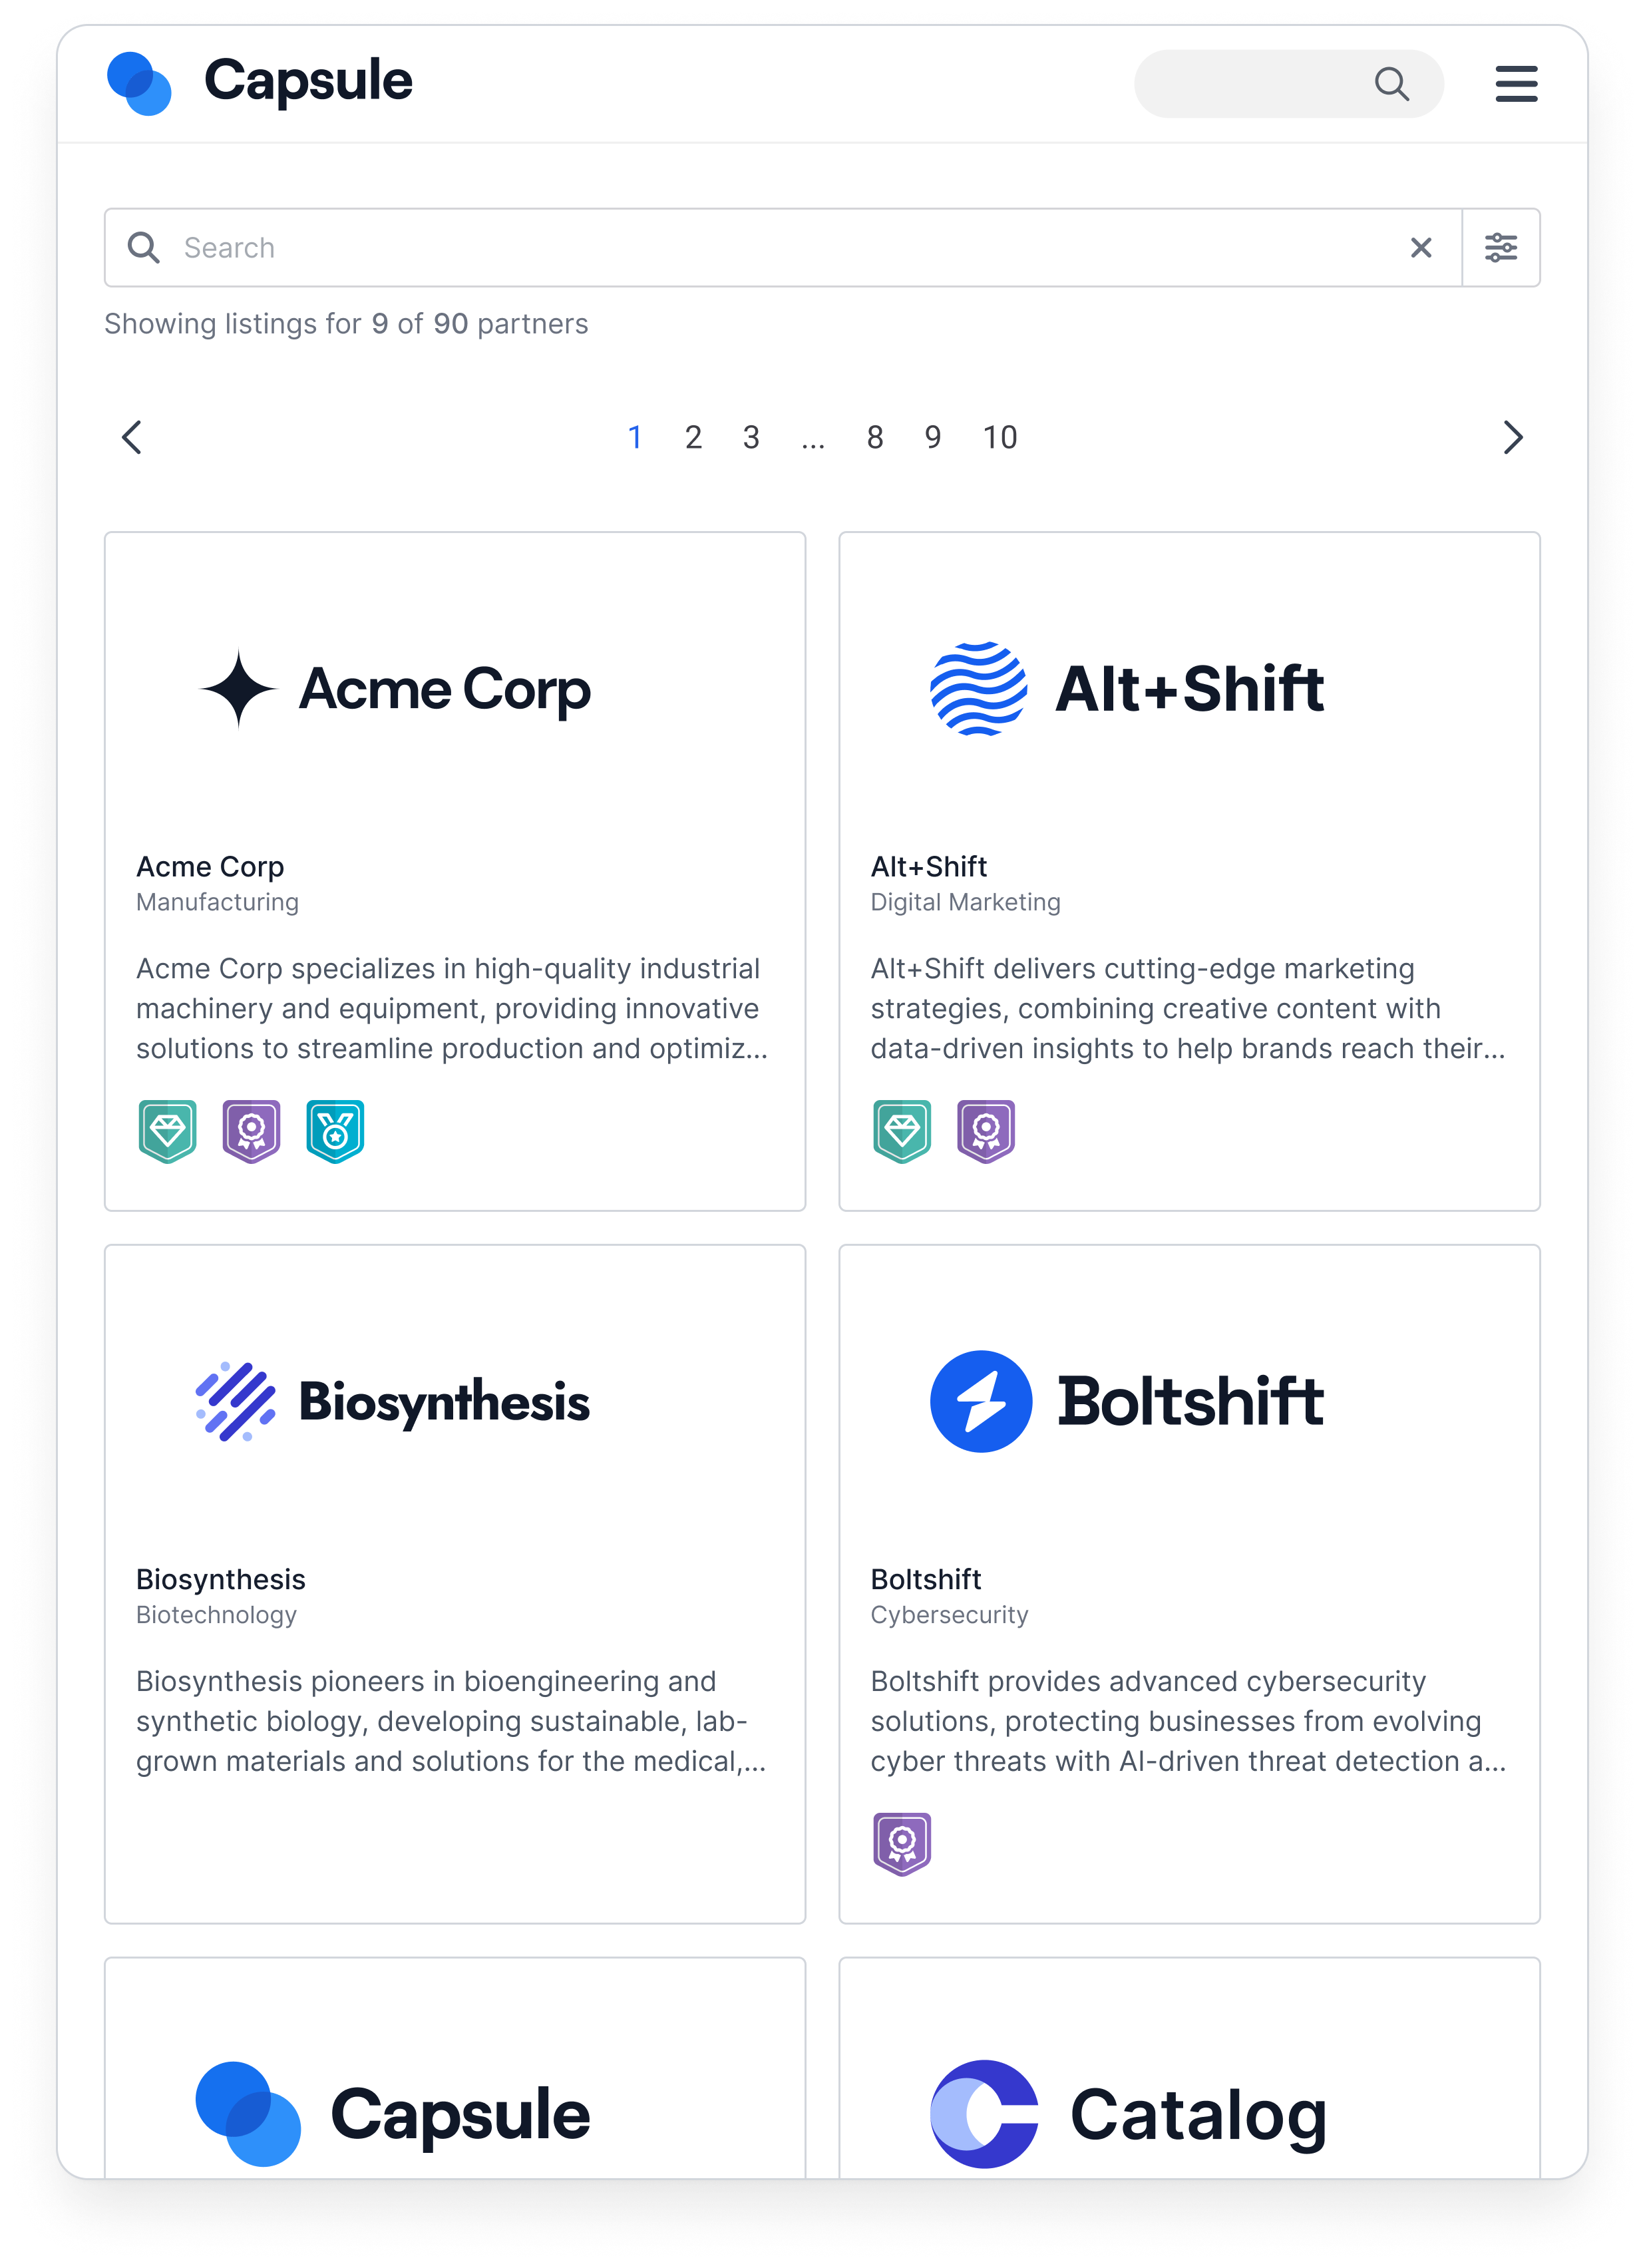 Capsule
Search
Showing listings for 9 of 90 partners
1 2 3 ... 8 9 10
Acme Corp
Acme Corp
Manufacturing
Acme Corp specializes in high-quality industrial
machinery and equipment, providing innovative
solutions to streamline production and optimiz...
Alt+Shift
Alt+Shift
Digital Marketing
Alt+Shift delivers cutting-edge marketing
strategies, combining creative content with
data-driven insights to help brands reach their...
Biosynthesis
Biosynthesis
Biotechnology
Biosynthesis pioneers in bioengineering and
synthetic biology, developing sustainable, lab-
grown materials and solutions for the medical,...
Boltshift
Boltshift
Cybersecurity
Boltshift provides advanced cybersecurity
solutions, protecting businesses from evolving
cyber threats with AI-driven threat detection a...
Capsule
Catalog